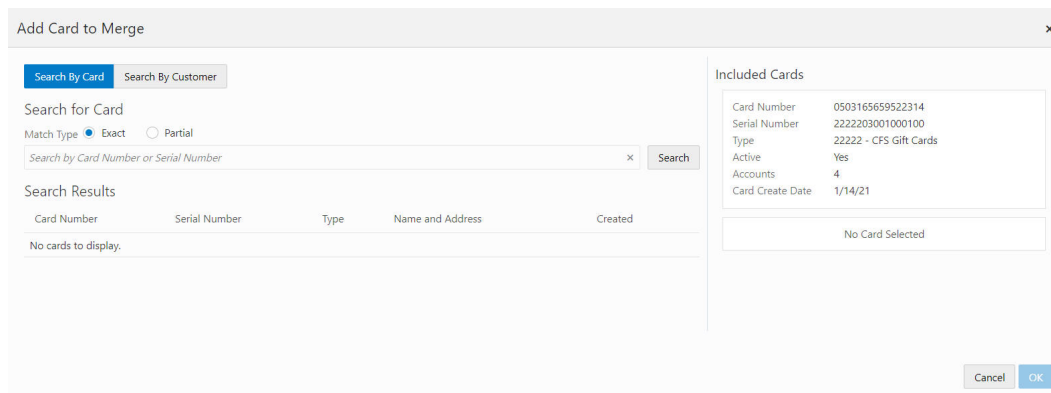 Add Card to Merge
×
Search By Card Search By Customer
Search for Card
Match Type Exact Partial
Search by Card Number or Serial Number × Search
Search Results
Card Number Serial Number Type Name and Address Created
No cards to display.
Included Cards
Card Number 0503165659522314
Serial Number 2222203001000100
Type 22222 - CFS Gift Cards
Active Yes
Accounts 4
Card Create Date 1/14/21
No Card Selected
Cancel OK